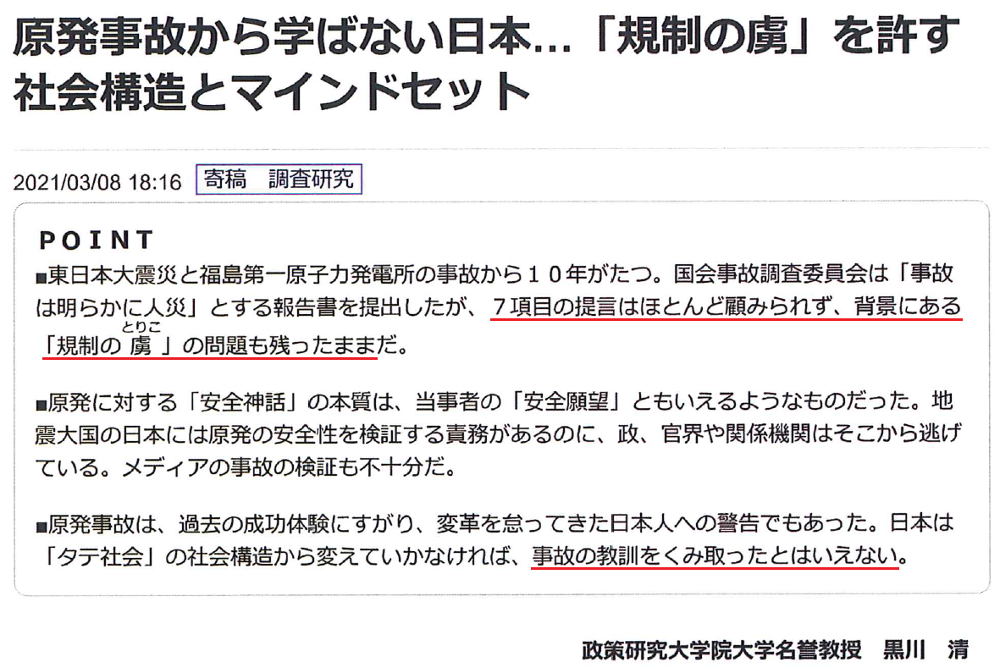 原発事故から学ばない日本…「規制の虜」を許す
社会構造とマインドセット
2021/03/08 18:16 寄稿　調査研究
ＰＯＩＮＴ
■東日本大震災と福島第一原子力発電所の事故から１０年がたつ。国会事故調査委員会は「事故
は明らかに人災」とする報告書を提出したが、７項目の提言はほとんど顧みられず、背景にある
とりこ
「規制の虜」の問題も残ったままだ。
■原発に対する「安全神話」の本質は、当事者の「安全願望」ともいえるようなものだった。地
震大国の日本には原発の安全性を検証する責務があるのに、政、官界や関係機関はそこから逃げ
ている。メディアの事故の検証も不十分だ。
■原発事故は、過去の成功体験にすがり、変革を怠ってきた日本人への警告でもあった。日本は
「タテ社会」の社会構造から変えていかなければ、事故の教訓をくみ取ったとはいえない。
政策研究大学院大学名誉教授　黒川　清